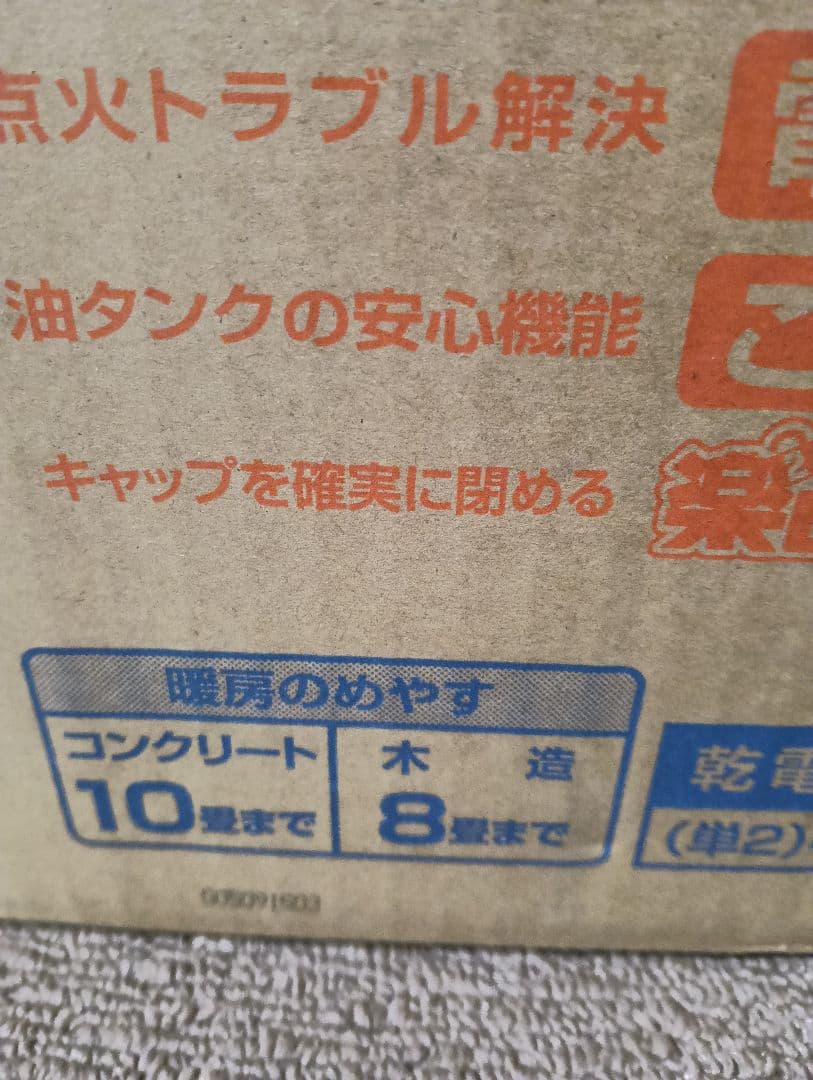 点火トラブル解決
油タンクの安心機能
キャップを確実に閉める
楽
暖房のめやす
コンクリート 木造
10畳まで 8畳まで
乾電
(単2)